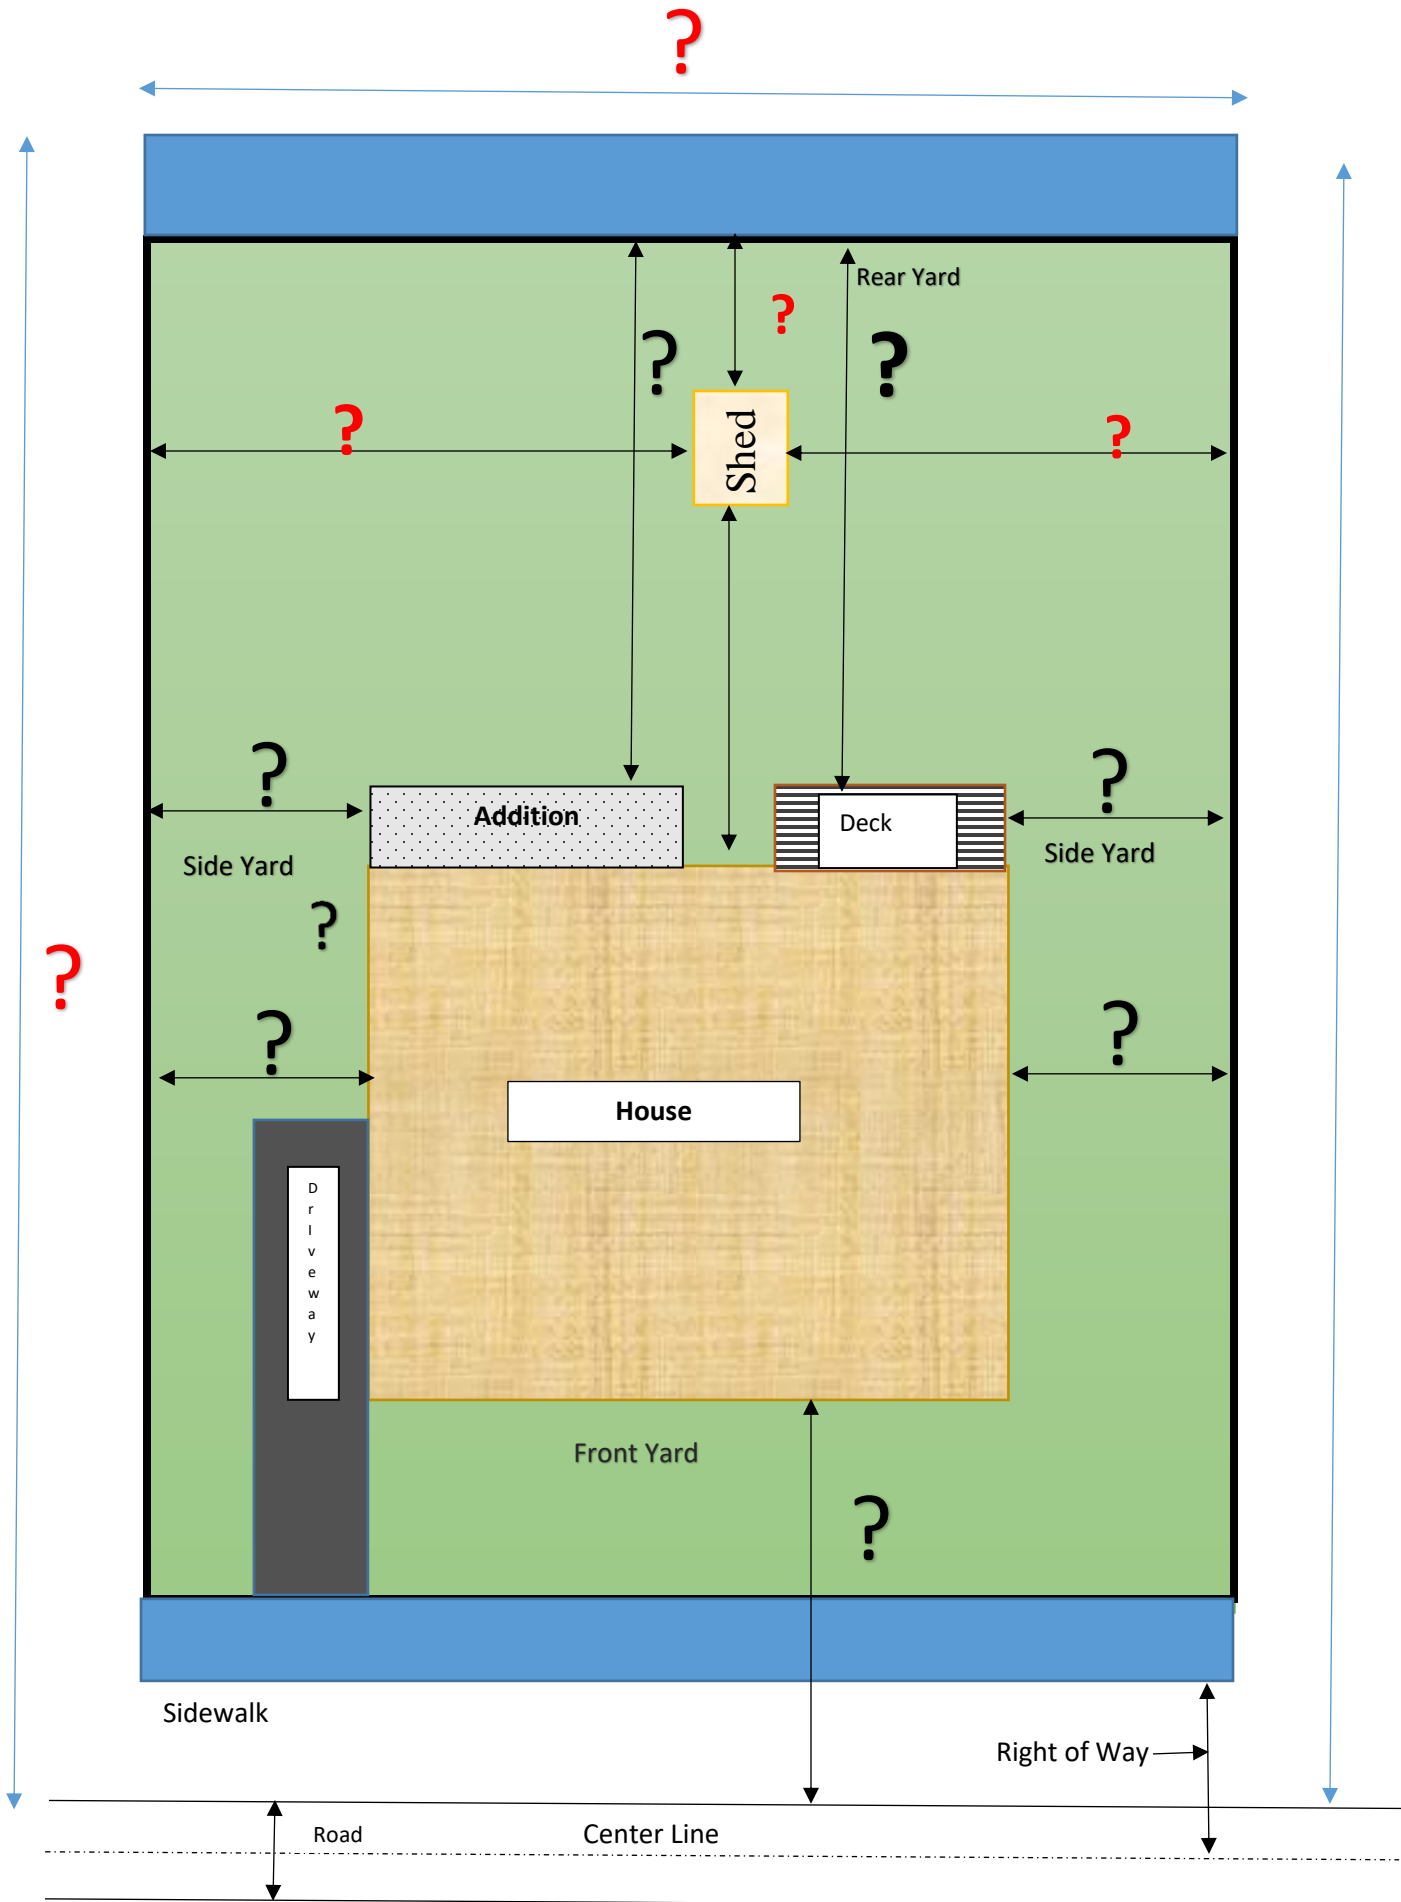 ?
Rear Yard
?
?
?
?
?
Shed
?
?
Addition
Deck
Side Yard
Side Yard
?
?
?
?
House
DrIveway
Front Yard
?
Sidewalk
Right of Way
Road
Center Line